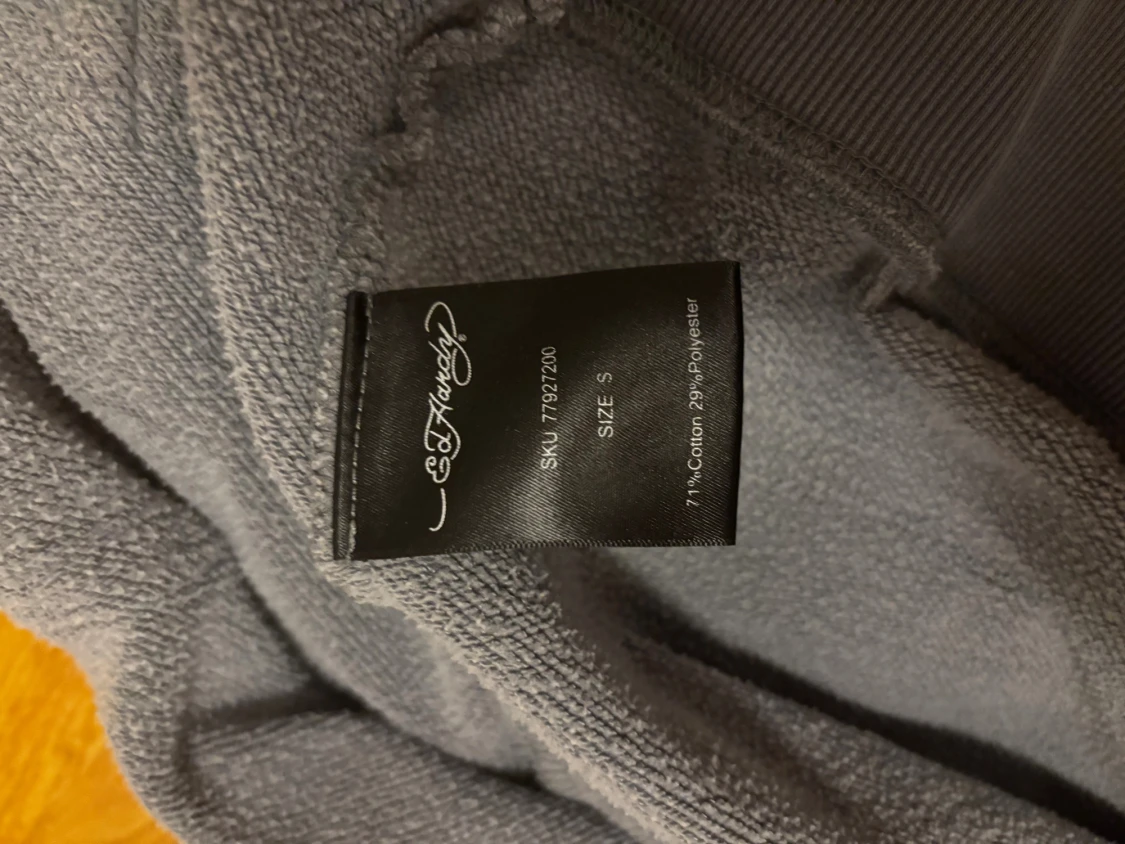 Ed Hardy®
SKU 77927200
SIZE S
71%Cotton 29%Polyester